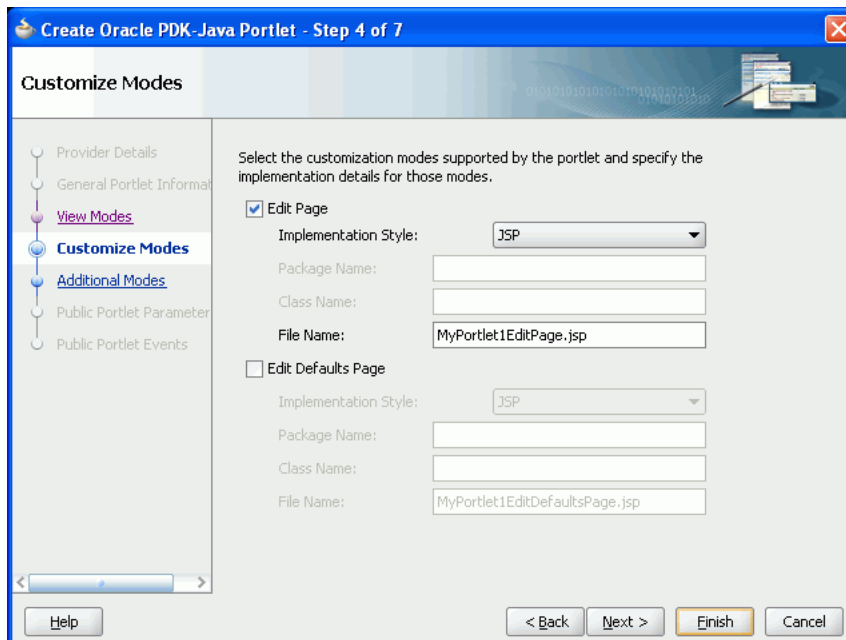 Create Oracle PDK-Java Portlet - Step 4 of 7
Customize Modes
Provider Details
General Portlet Informat
View Modes
Customize Modes
Additional Modes
Public Portlet Parameter
Public Portlet Events
Select the customization modes supported by the portlet and specify the
implementation details for those modes.
Edit Page
Implementation Style: JSP
Package Name:
Class Name:
File Name: MyPortlet1EditPage.jsp
Edit Defaults Page
Implementation Style: JSP
Package Name:
Class Name:
File Name: MyPortlet1EditDefaultsPage.jsp
Help < Back Next > Finish Cancel